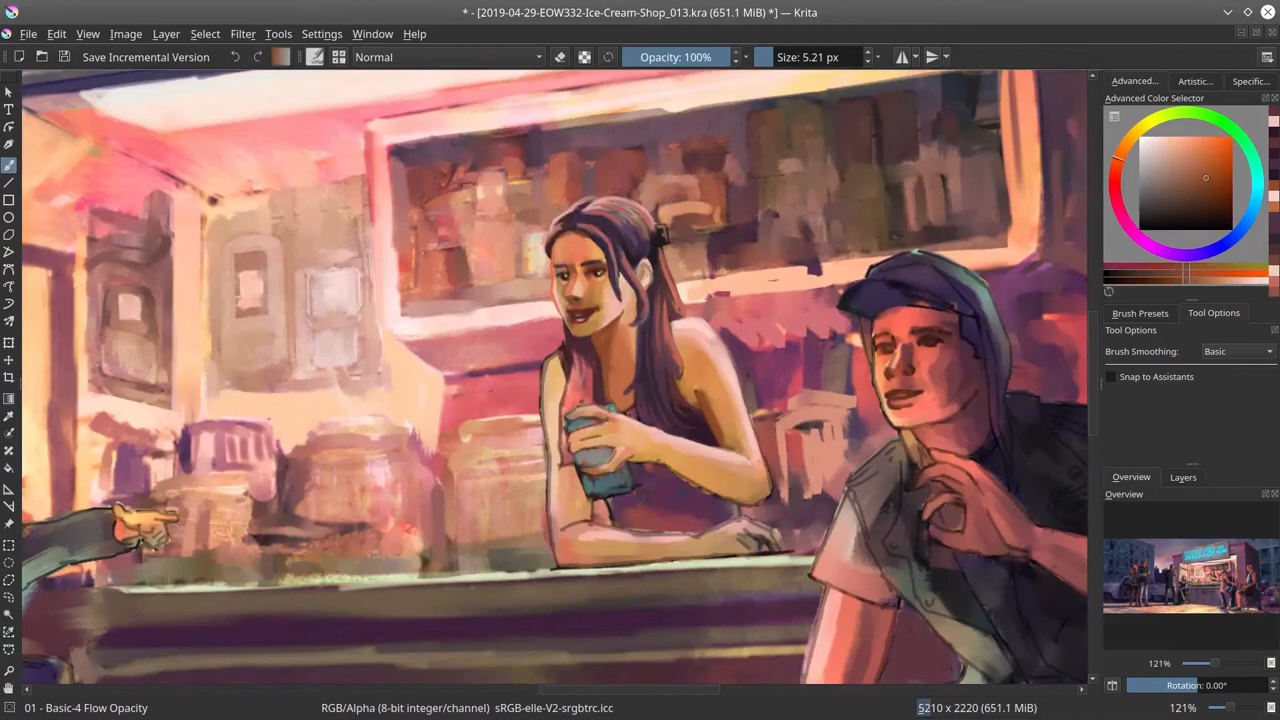 * - [2019-04-29-EOW332-Ice-Cream-Shop_013.kra (651.1 MiB) *] — Krita
File Edit View Image Layer Select Filter Tools Settings Window Help
Save Incremental Version Normal Opacity: 100% Size: 5.21 px
Advanced... Artistic... Specific...
Advanced Color Selector
Brush Presets Tool Options
Tool Options
Brush Smoothing: Basic
Snap to Assistants
Overview Layers
Overview
121%
Rotation: 0.00°
01 - Basic-4 Flow Opacity RGB/Alpha (8-bit integer/channel) sRGB-elle-V2-srgbtrc.icc 5210 x 2220 (651.1 MiB) 121%